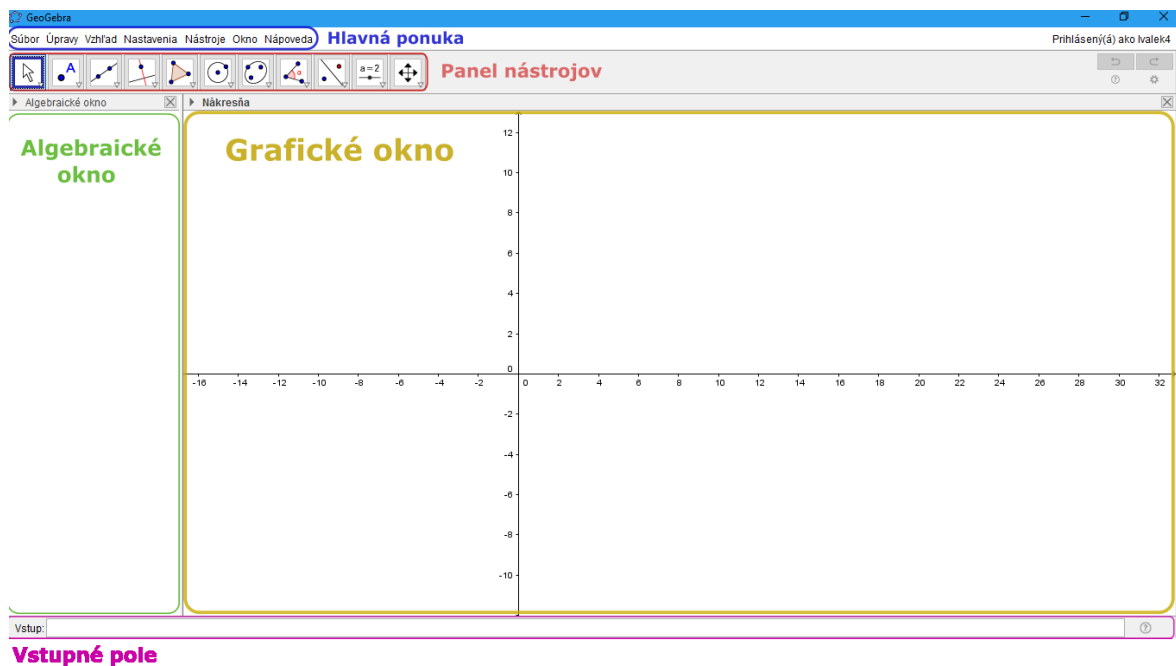 GeoGebra
Súbor Úpravy Vzhľad Nastavenia Nástroje Okno Nápoveda Hlavná ponuka Prihlásený(á) ako lvalek4
A α a=2 Panel nástrojov
Algebraické okno Nákresňa
Algebraické
okno
Grafické okno
12
10
8
6
4
2
0
-16 -14 -12 -10 -8 -6 -4 -2 0 2 4 6 8 10 12 14 16 18 20 22 24 26 28 30 32
-2
-4
-6
-8
-10
Vstup:
Vstupné pole